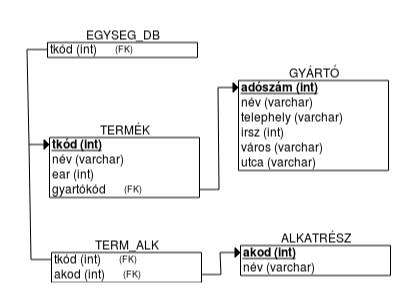 EGYSEG_DB
tkód (int) (FK)
GYÁRTÓ
adószám (int)
név (varchar)
telephely (varchar)
irsz (int)
város (varchar)
utca (varchar)
TERMÉK
tkód (int)
név (varchar)
ear (int)
gyartókód (FK)
TERM_ALK
tkód (int) (FK)
akod (int) (FK)
ALKATRÉSZ
akod (int)
név (varchar)